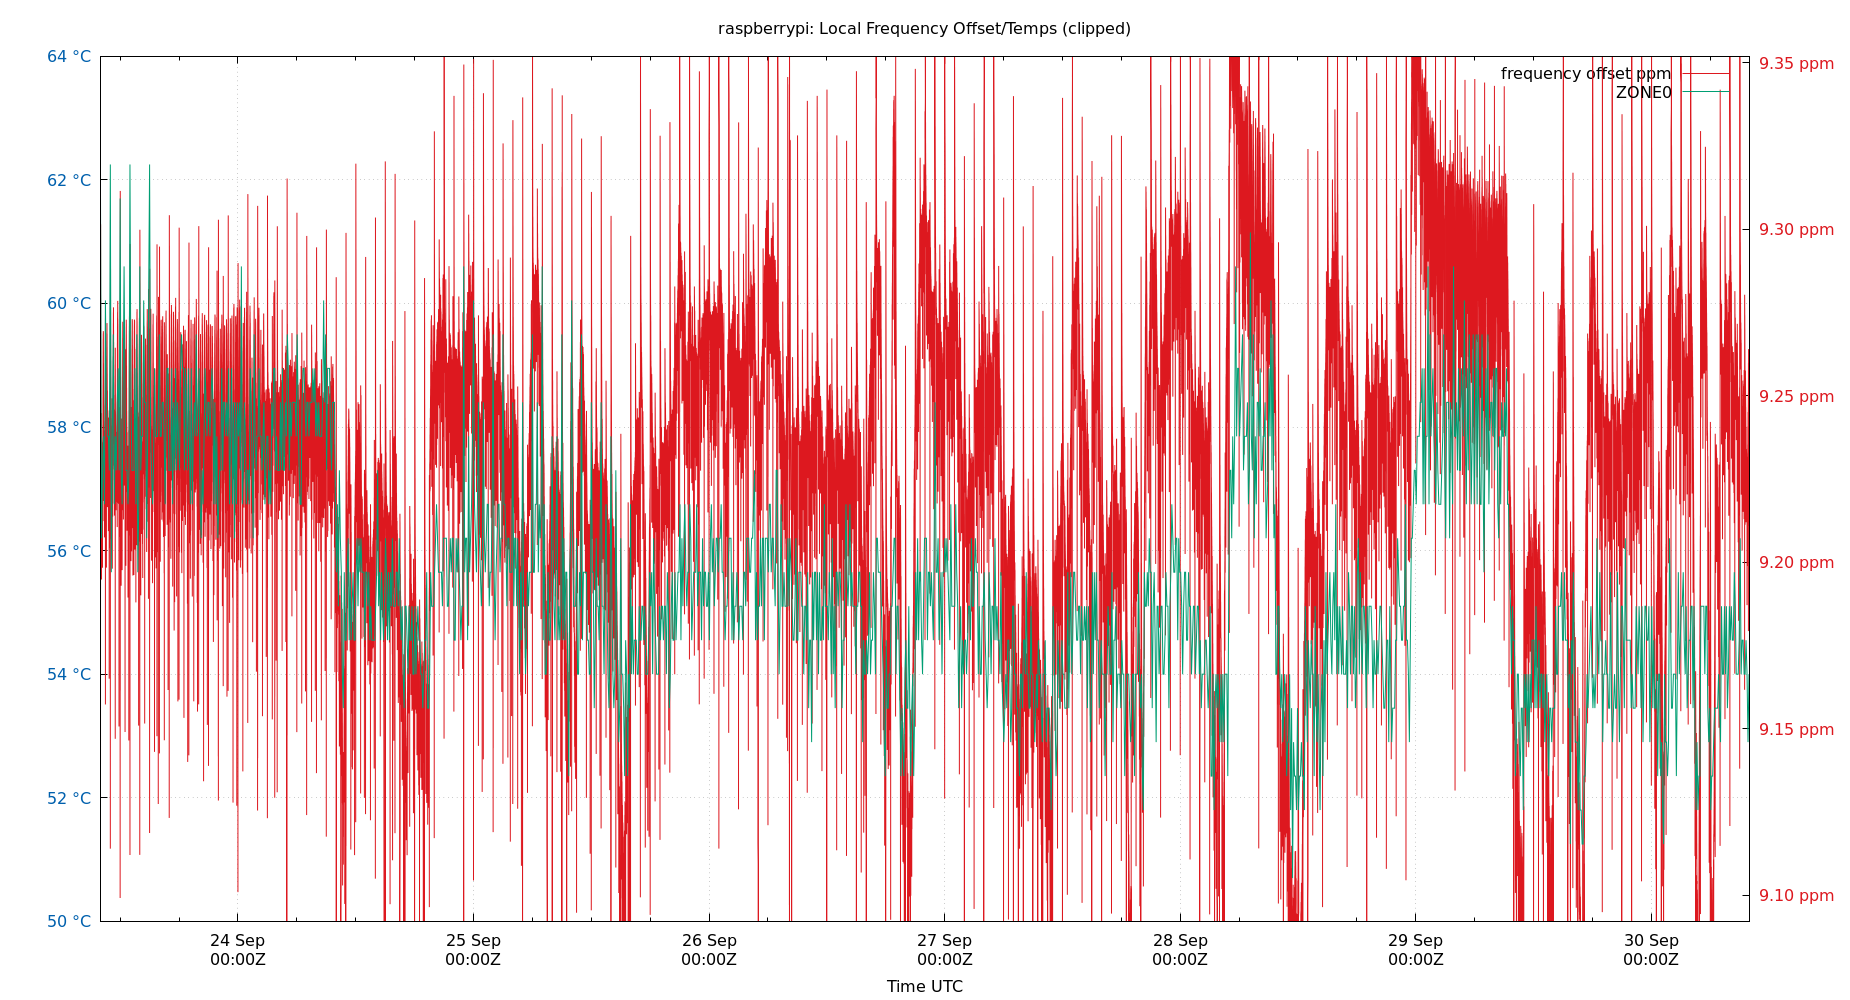 raspberrypi: Local Frequency Offset/Temps (clipped)
64 °C
62 °C
60 °C
58 °C
56 °C
54 °C
52 °C
50 °C
9.35 ppm
9.30 ppm
9.25 ppm
9.20 ppm
9.15 ppm
9.10 ppm
frequency offset ppm
ZONE0
24 Sep
00:00Z
25 Sep
00:00Z
26 Sep
00:00Z
27 Sep
00:00Z
28 Sep
00:00Z
29 Sep
00:00Z
30 Sep
00:00Z
Time UTC